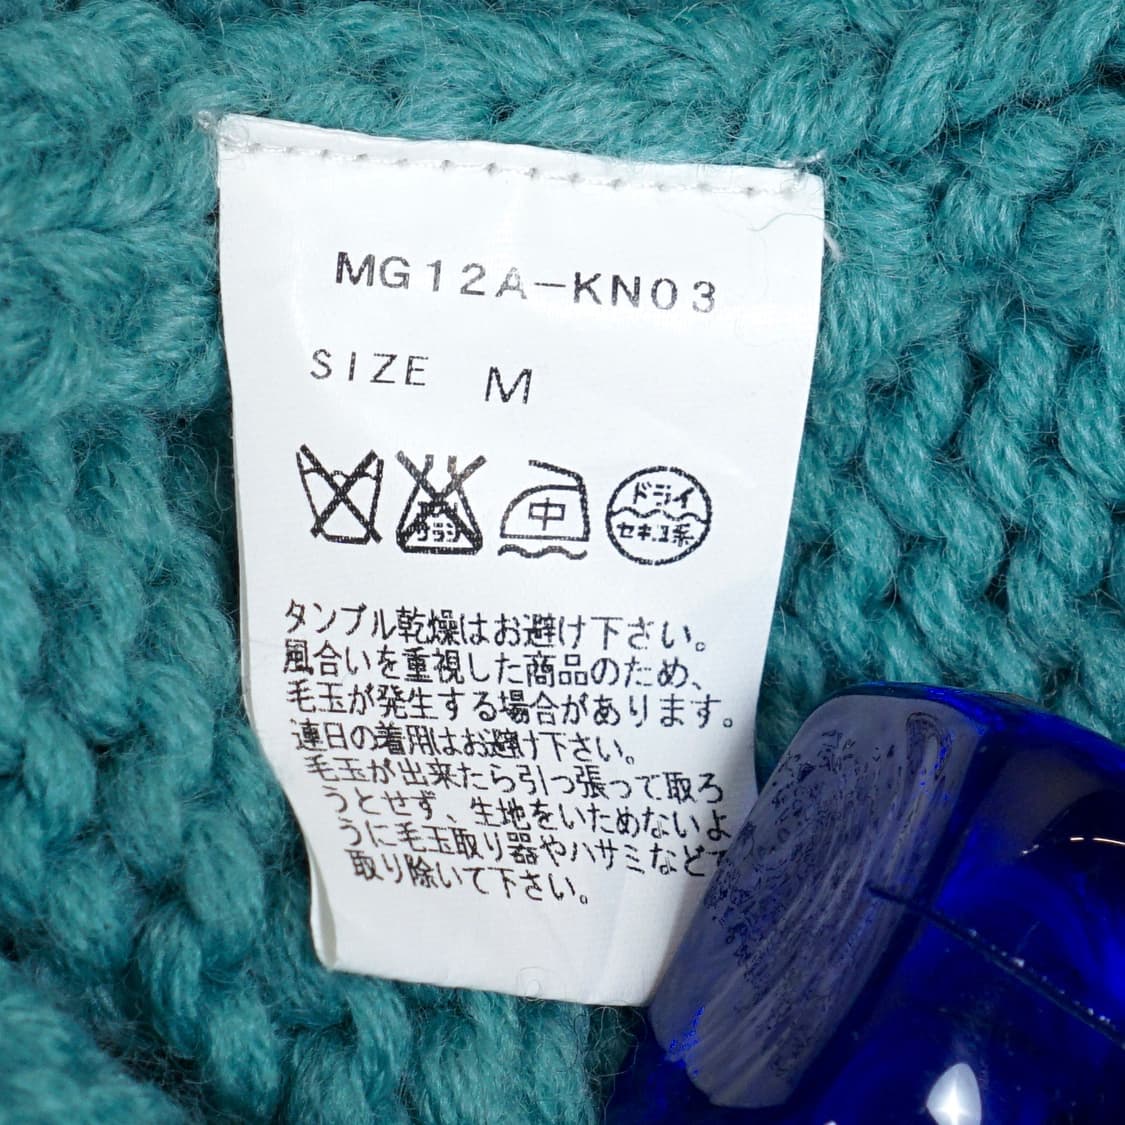 MG12A-KN03
SIZE M
中 ドライ
セキユ系
タンブル乾燥はお避け下さい。
風合いを重視した商品のため、
毛玉が発生する場合があります。
連日の着用はお避け下さい。
毛玉が出来たら引っ張って取ろ
うとせず、生地をいためないよ
うに毛玉取り器やハサミなどで
取り除いて下さい。